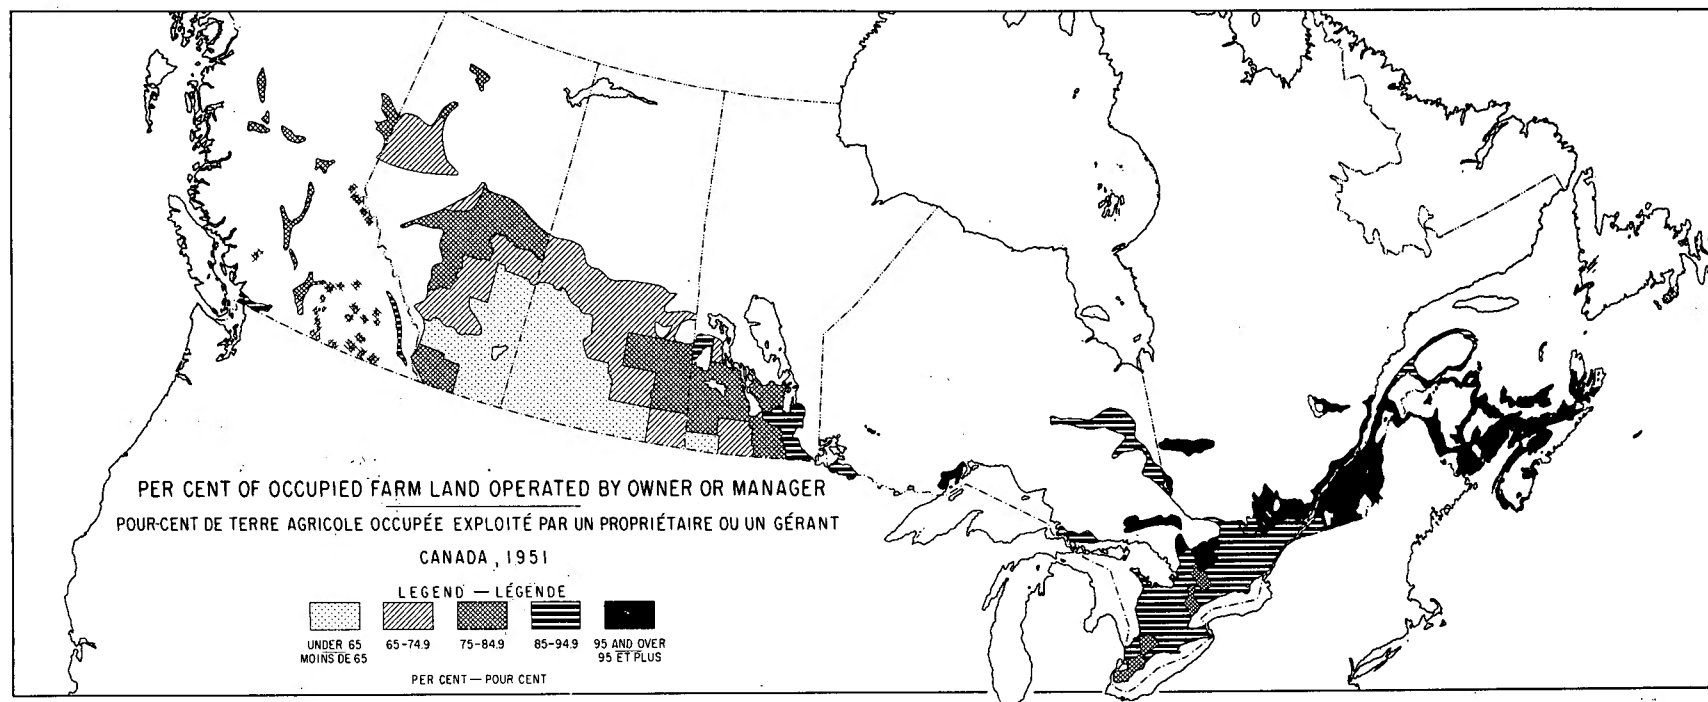 PER CENT OF OCCUPIED FARM LAND OPERATED BY OWNER OR MANAGER
POUR-CENT DE TERRE AGRICOLE OCCUPÉE EXPLOITÉ PAR UN PROPRIÉTAIRE OU UN GÉRANT
CANADA, 1951
LEGEND — LÉGENDE
UNDER 65 65-74.9 75-84.9 85-94.9 95 AND OVER
MOINS DE 65 95 ET PLUS
PER CENT — POUR CENT